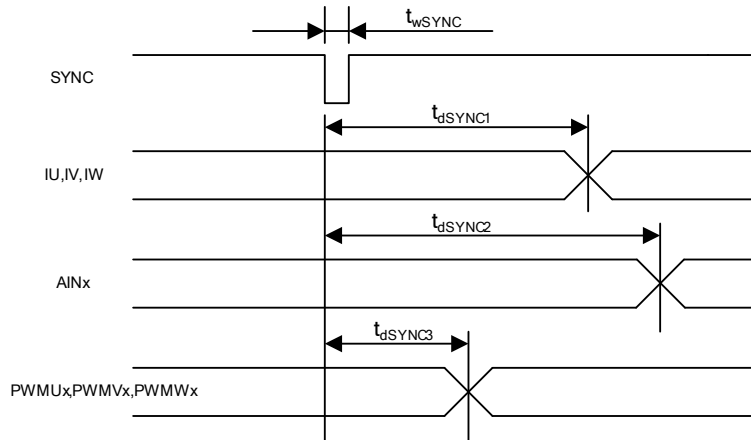 twSYNC
SYNC
tdSYNC1
IU,IV,IW
tdSYNC2
AINx
tdSYNC3
PWMUx,PWMVx,PWMWx